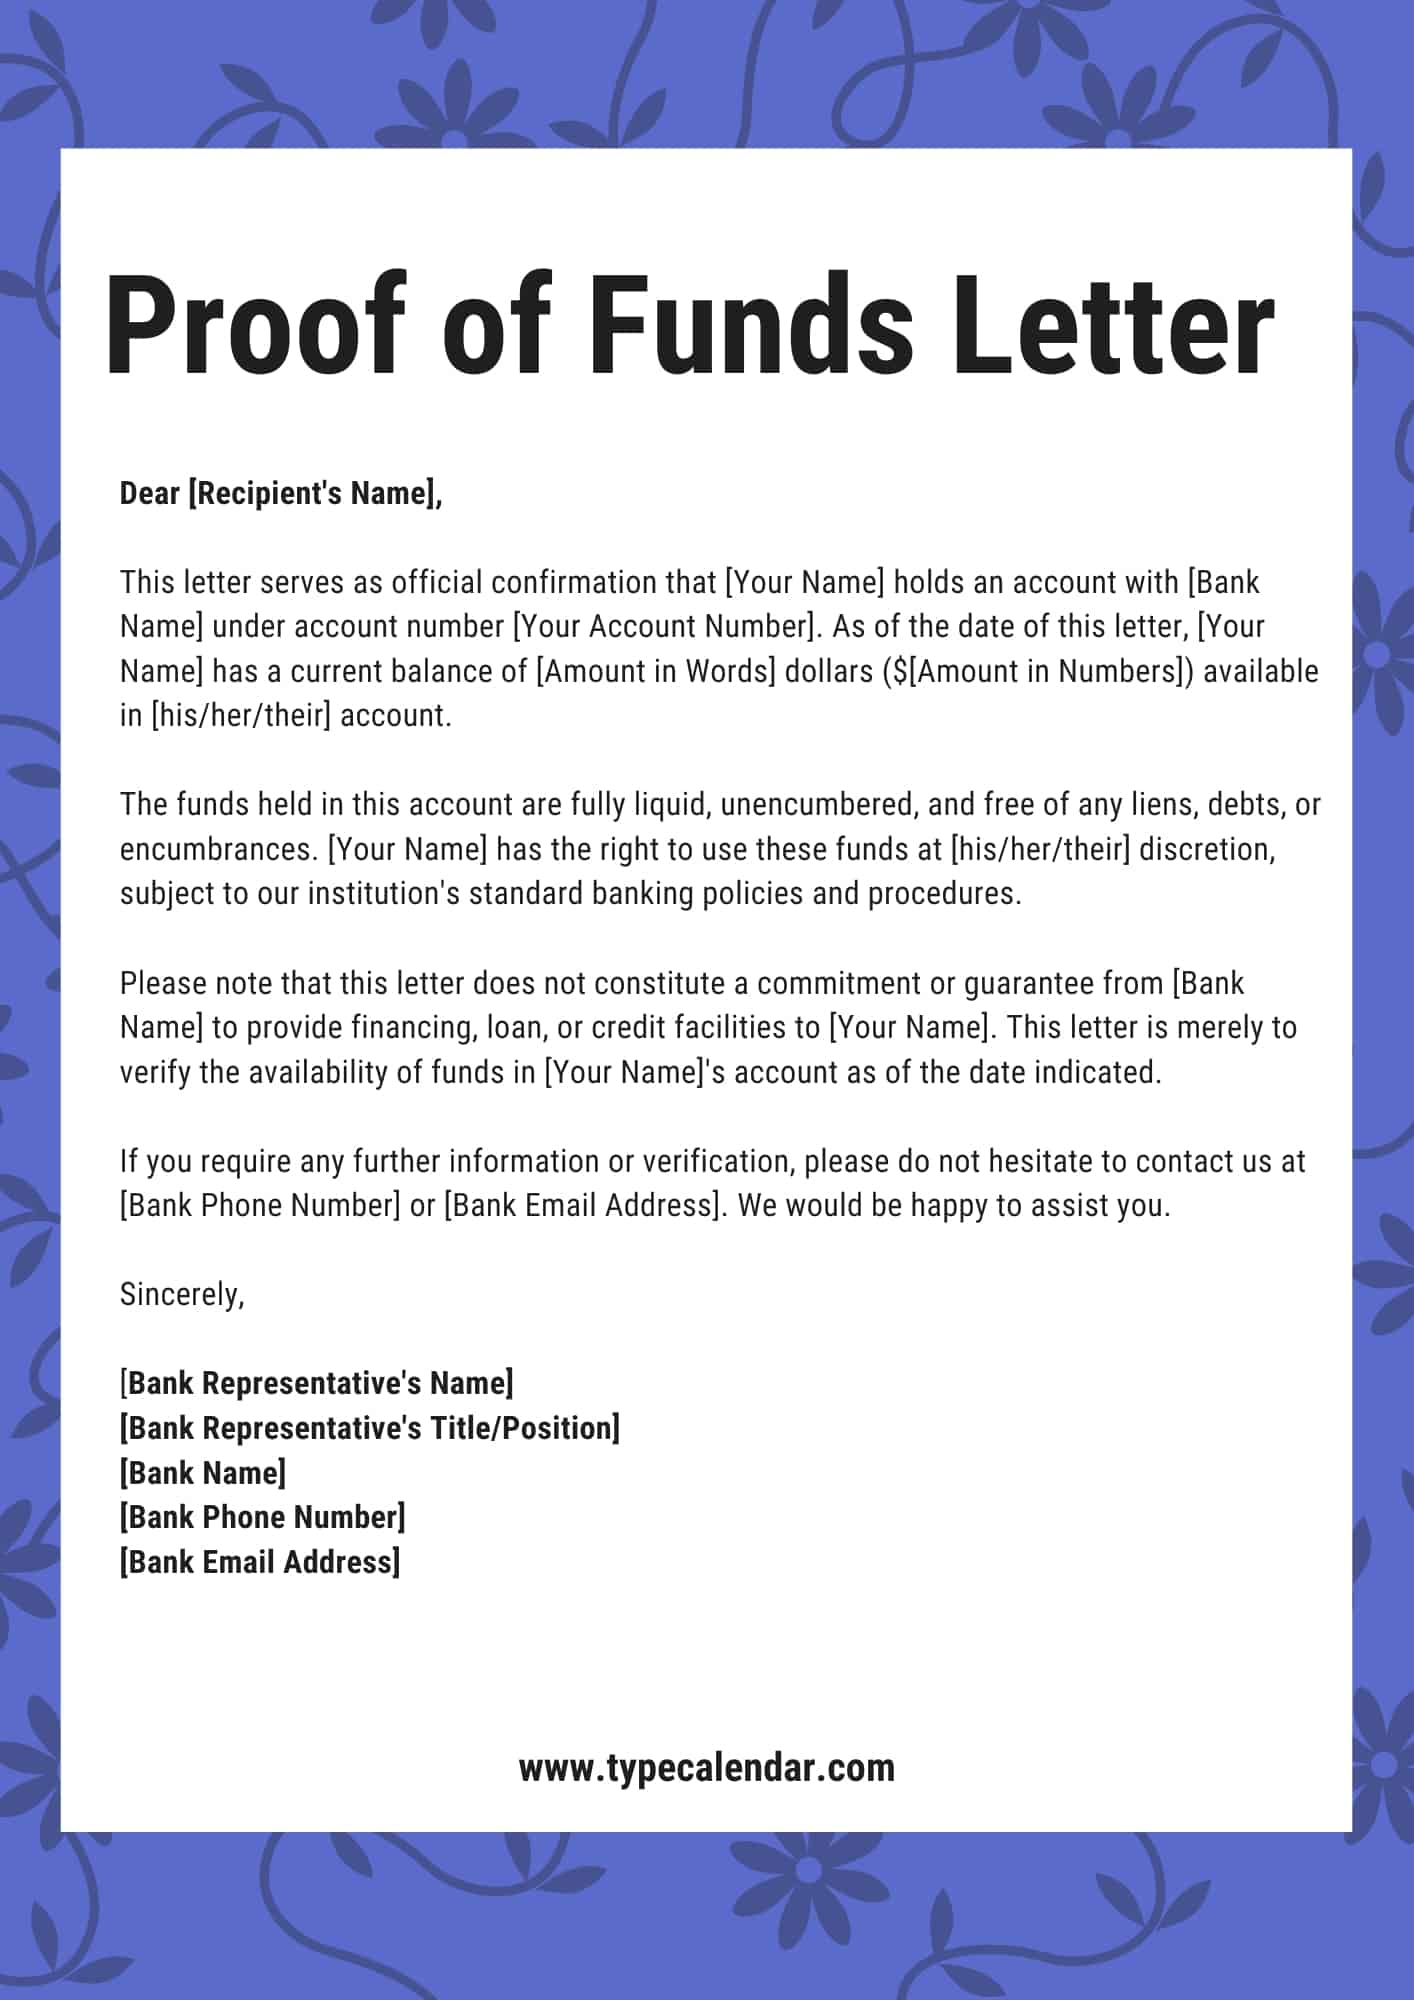 Proof of Funds Letter
Dear [Recipient's Name],
This letter serves as official confirmation that [Your Name] holds an account with [Bank
Name] under account number [Your Account Number]. As of the date of this letter, [Your
Name] has a current balance of [Amount in Words] dollars ($[Amount in Numbers]) available
in [his/her/their] account.
The funds held in this account are fully liquid, unencumbered, and free of any liens, debts, or
encumbrances. [Your Name] has the right to use these funds at [his/her/their] discretion,
subject to our institution's standard banking policies and procedures.
Please note that this letter does not constitute a commitment or guarantee from [Bank
Name] to provide financing, loan, or credit facilities to [Your Name]. This letter is merely to
verify the availability of funds in [Your Name]'s account as of the date indicated.
If you require any further information or verification, please do not hesitate to contact us at
[Bank Phone Number] or [Bank Email Address]. We would be happy to assist you.
Sincerely,
[Bank Representative's Name]
[Bank Representative's Title/Position]
[Bank Name]
[Bank Phone Number]
[Bank Email Address]
www.typecalendar.com